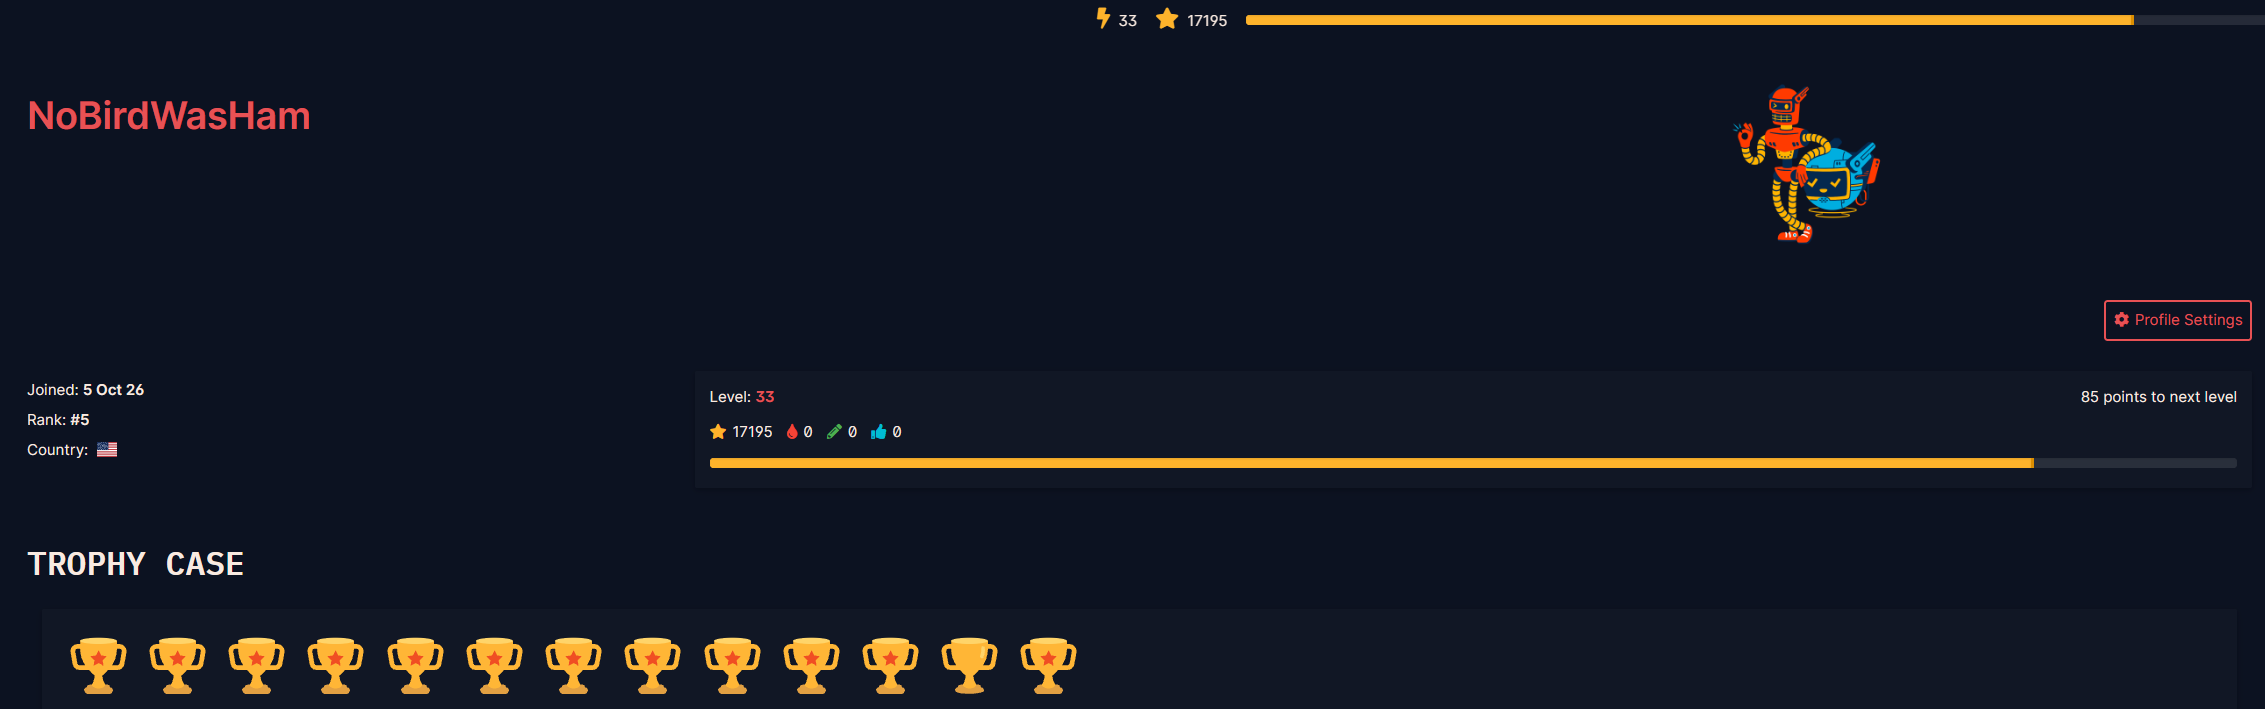 33 17195
NoBirdWasHam
Profile Settings
Joined: 5 Oct 26
Rank: #5
Country:
Level: 33
85 points to next level
17195 0 0 0
TROPHY CASE